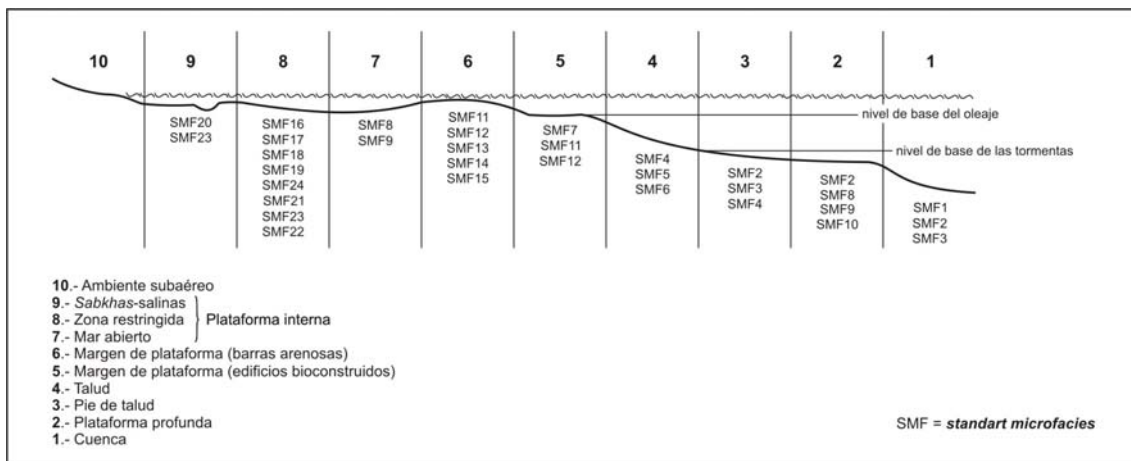 10 9 8 7 6 5 4 3 2 1
nivel de base del oleaje
nivel de base de las tormentas
SMF20
SMF23
SMF16
SMF17
SMF18
SMF19
SMF24
SMF21
SMF23
SMF22
SMF8
SMF9
SMF11
SMF12
SMF13
SMF14
SMF15
SMF7
SMF11
SMF12
SMF4
SMF5
SMF6
SMF2
SMF3
SMF4
SMF2
SMF8
SMF9
SMF10
SMF1
SMF2
SMF3
10.- Ambiente subaéreo
9.- Sabkhas-salinas
8.- Zona restringida
Plataforma interna
7.- Mar abierto
6.- Margen de plataforma (barras arenosas)
5.- Margen de plataforma (edificios bioconstruidos)
4.- Talud
3.- Pie de talud
2.- Plataforma profunda
1.- Cuenca
SMF = standart microfacies